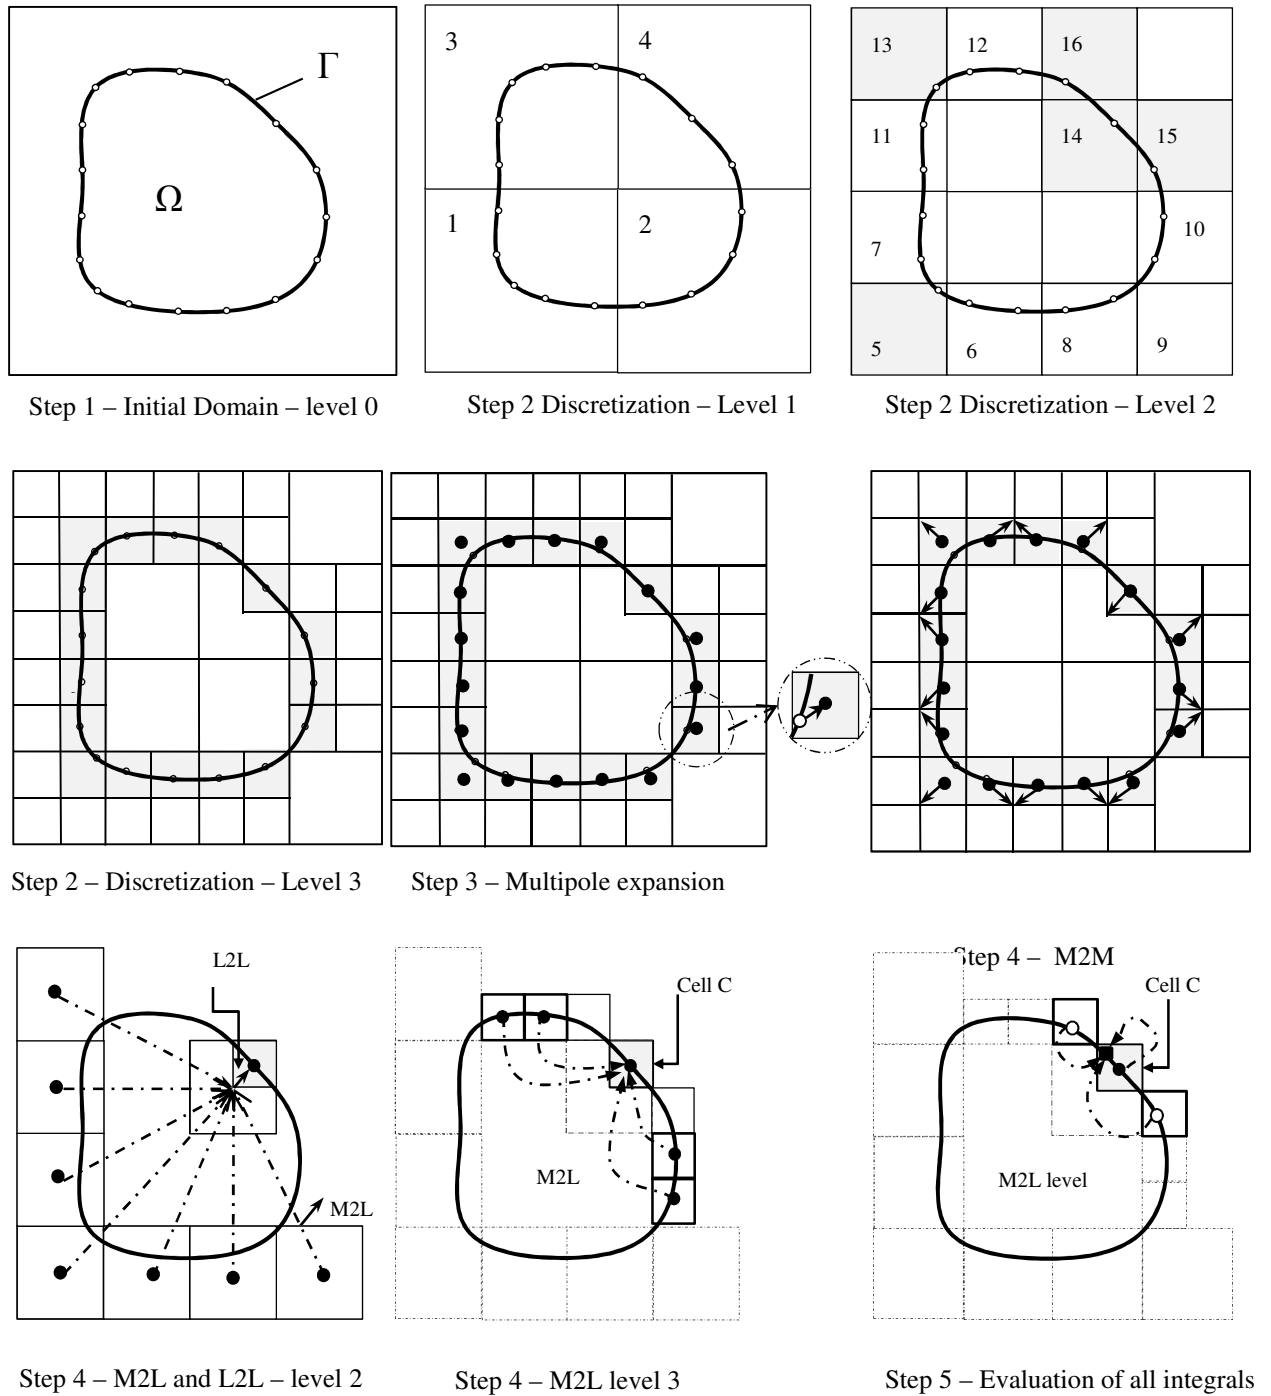 Γ
Ω
Step 1 – Initial Domain – level 0
3 4
1 2
Step 2 Discretization – Level 1
13 12 16
11 14 15
7 10
5 6 8 9
Step 2 Discretization – Level 2
Step 2 – Discretization – Level 3
Step 3 – Multipole expansion
Step 4 – M2M
L2L
M2L
Step 4 – M2L and L2L – level 2
Cell C
M2L
Step 4 – M2L level 3
Cell C
M2L level
Step 5 – Evaluation of all integrals